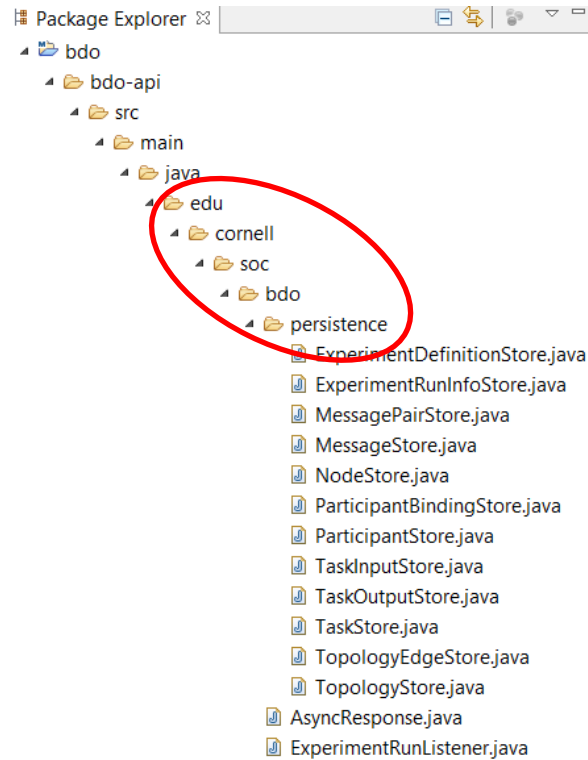 Package Explorer
bdo
bdo-api
src
main
java
edu
cornell
soc
bdo
persistence
ExperimentDefinitionStore.java
ExperimentRunInfoStore.java
MessagePairStore.java
MessageStore.java
NodeStore.java
ParticipantBindingStore.java
ParticipantStore.java
TaskInputStore.java
TaskOutputStore.java
TaskStore.java
TopologyEdgeStore.java
TopologyStore.java
AsyncResponse.java
ExperimentRunListener.java